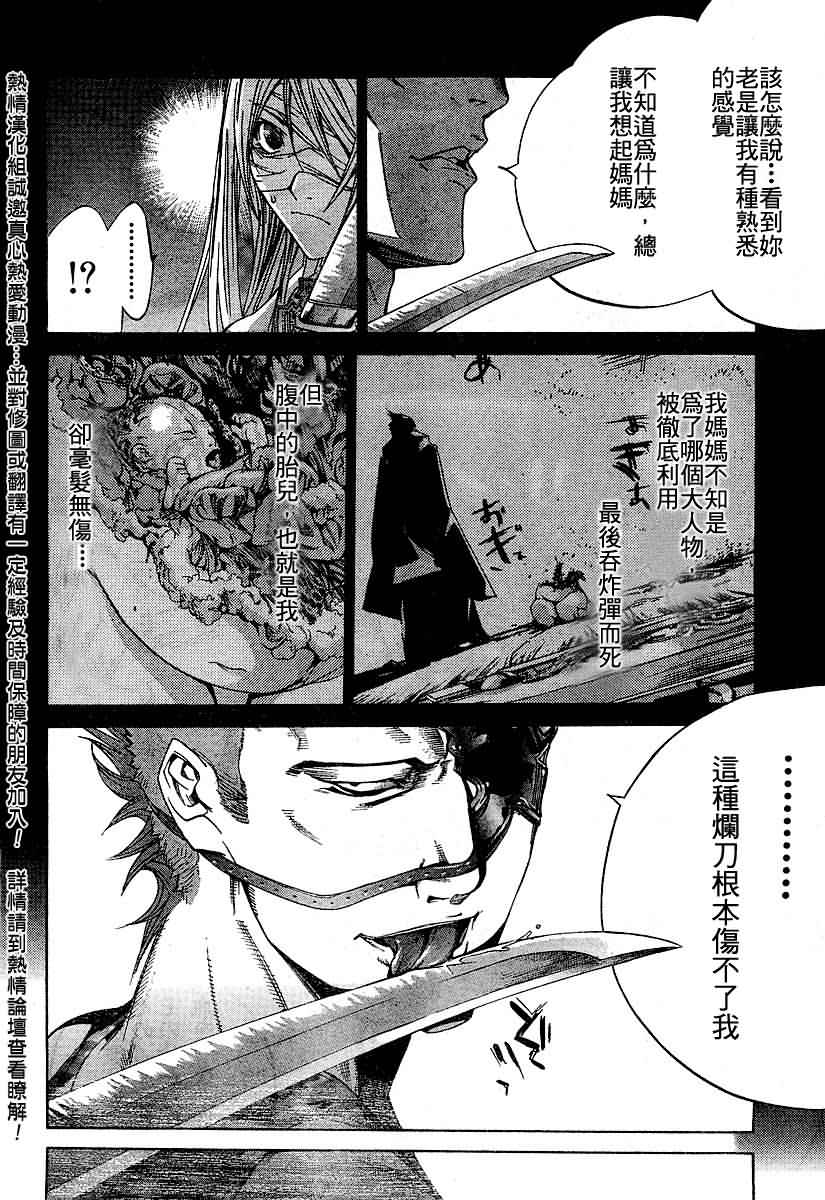 該怎麼說…看到妳
老是讓我有種熟悉
的感覺
不知道為什麼，總
讓我想起媽媽
………
!?
我媽媽不知是
為了哪個大人物，
被徹底利用
最後吞炸彈而死
但
腹中的胎兒，也就是我
卻毫髮無傷…
………
這種爛刀根本傷不了我
熱情漢化組誠邀真心熱愛動漫…並對修圖或翻譯有一定經驗及時間保障的朋友加入！ 詳情請到熱情論壇查看瞭解！